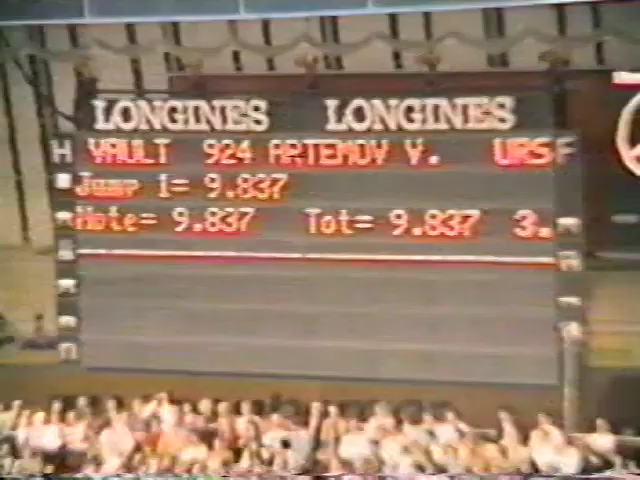 LONGINES LONGINES
H VAULT 924 ARTEMOV V. URS F
Jump 1= 9.837
Note= 9.837 Tot= 9.837 3.